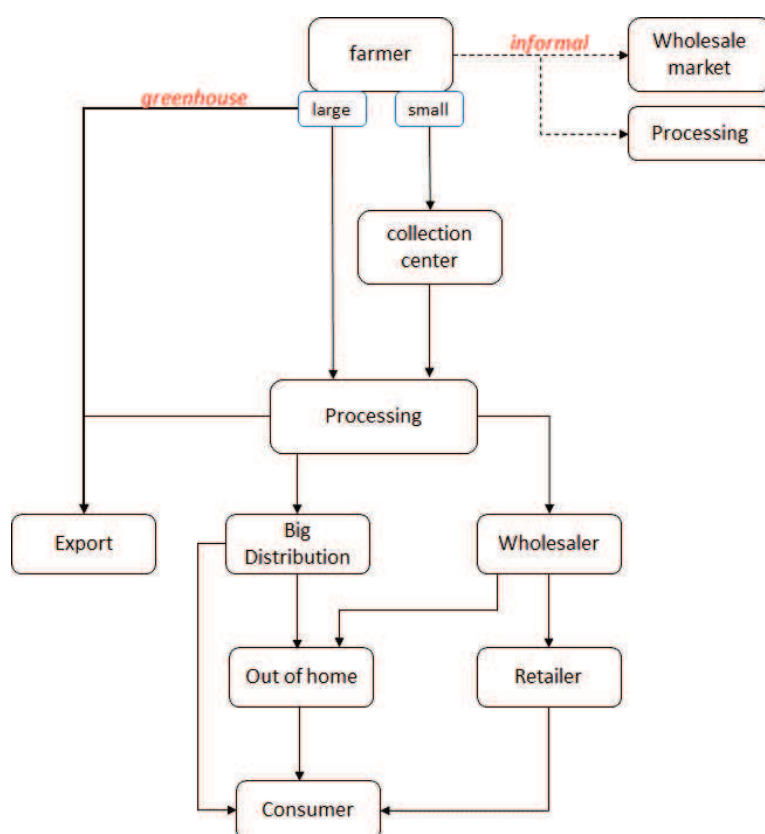 farmer
informal
Wholesale
market
greenhouse
large
small
Processing
collection
center
Processing
Export
Big
Distribution
Wholesaler
Out of home
Retailer
Consumer